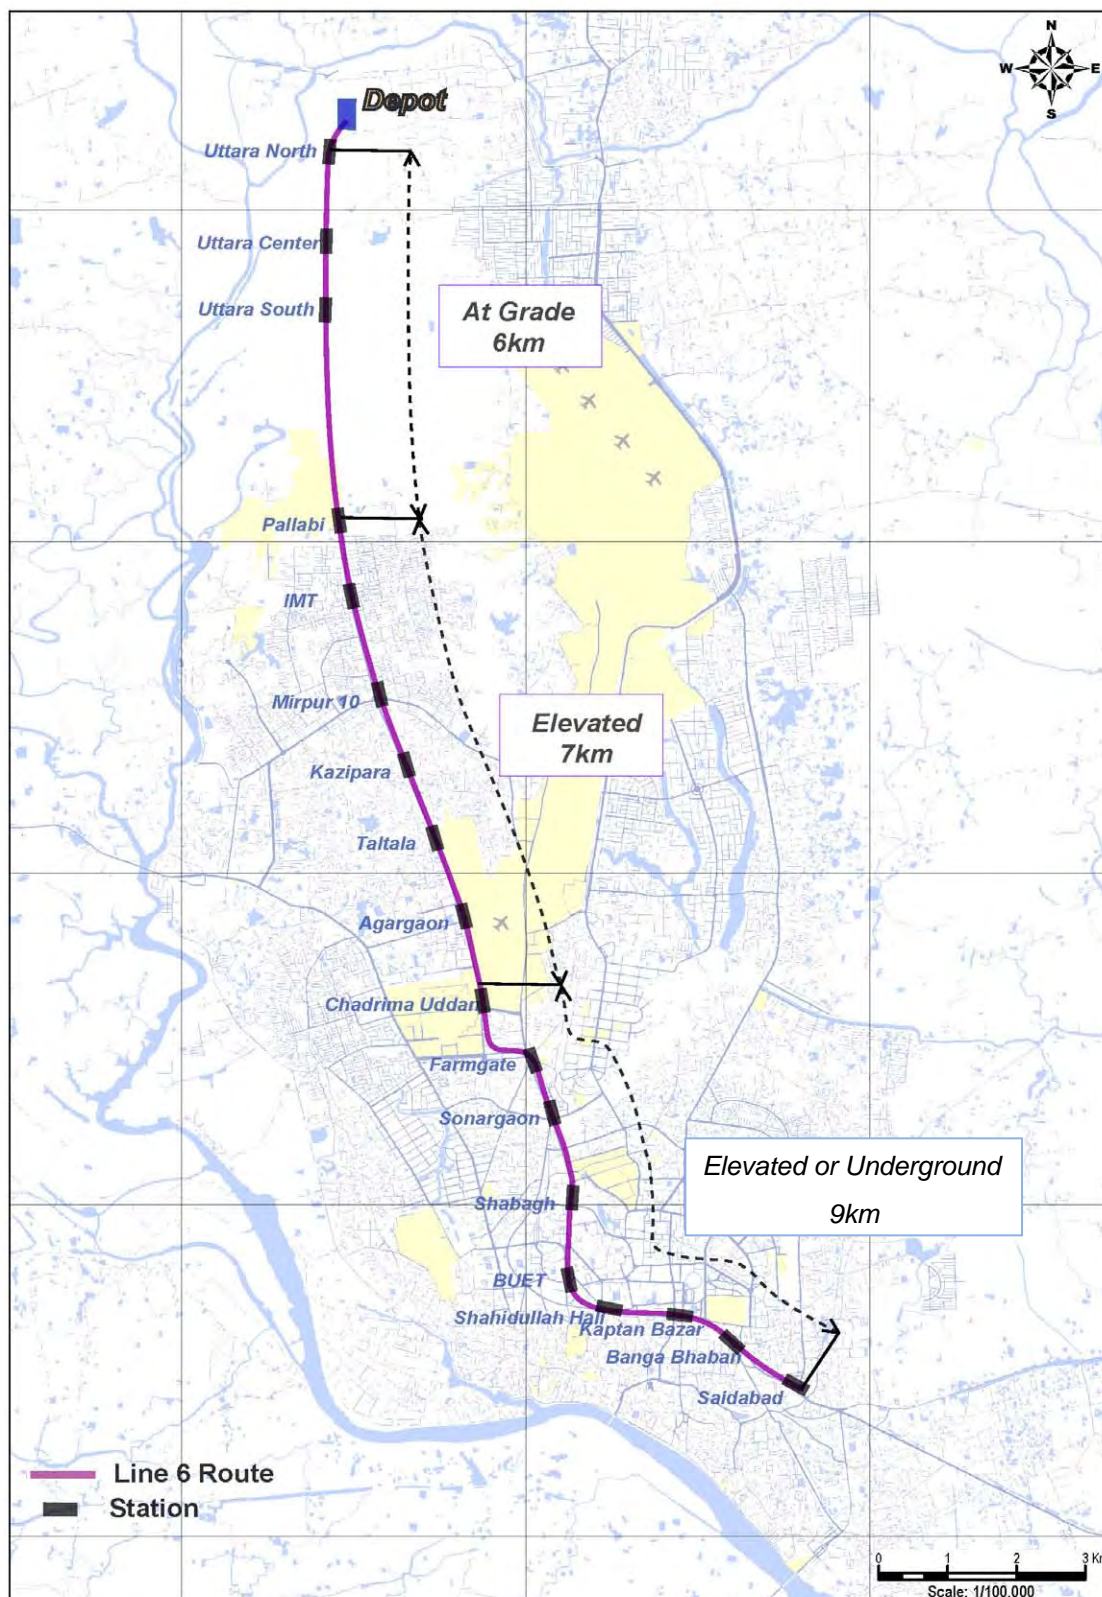 N
W E
S
Depot
Uttara North
Uttara Center
Uttara South
At Grade
6km
Pallabi
IMT
Mirpur 10
Elevated
7km
Kazipara
Taltala
Agargaon
Chadrima Uddan
Farmgate
Sonargaon
Elevated or Underground
9km
Shabagh
BUET
Shahidullah Hall
Kaptan Bazar
Banga Bhaban
Saidabad
Line 6 Route
Station
0 1 2 3 Km
Scale: 1/100,000